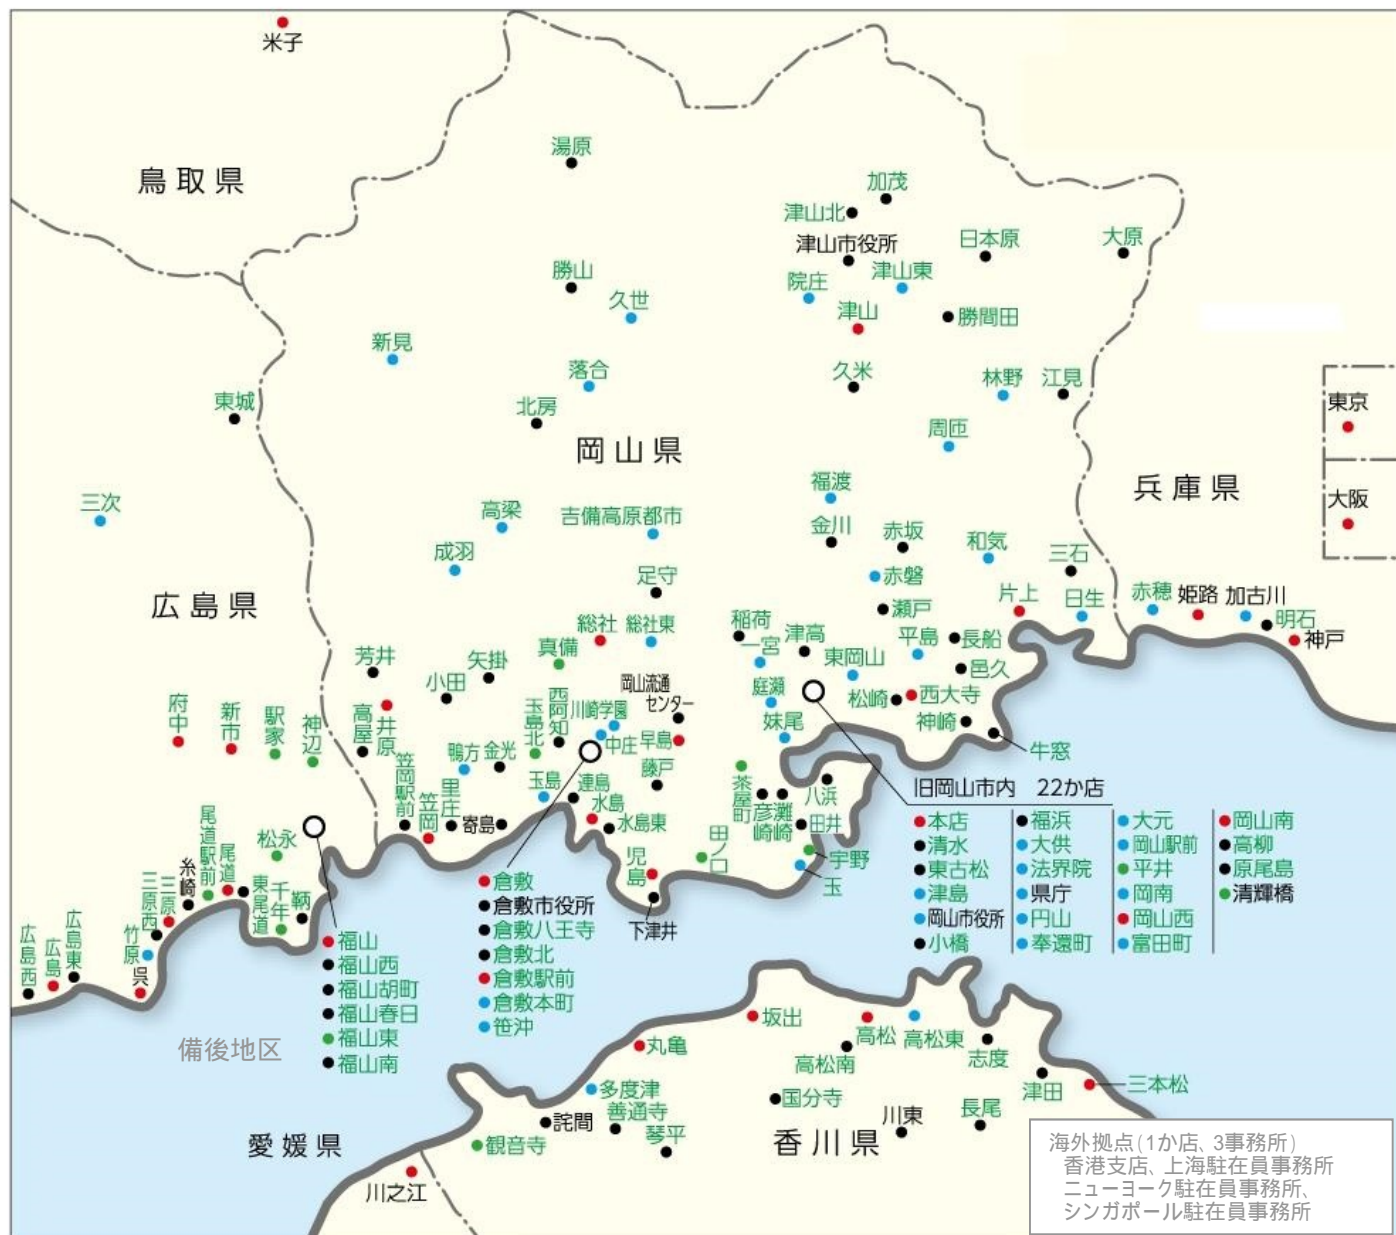 米子
鳥取県
湯原
加茂
津山北
津山市役所
日本原
大原
勝山
久世
院庄
津山東
津山
勝間田
新見
落合
久米
林野
江見
東城
北房
岡山県
周匝
東京
三次
高梁
吉備高原都市
福渡
兵庫県
大阪
成羽
金川
赤坂
和気
三石
足守
赤磐
広島県
瀬戸
片上
日生
赤穂
姫路
加古川
明石
神戸
総社
総社東
稲荷
一宮
津高
平島
長船
真備
東岡山
邑久
芳井
矢掛
小田
岡山流通
センター
庭瀬
松崎
西大寺
神崎
牛窓
府中
新市
駅家
神辺
高屋
井原
玉島北
西阿知
川崎学園
中庄
早島
妹尾
鴨方
金光
藤戸
笠岡駅前
笠岡
里庄
寄島
玉島
連島
水島
水島東
茶屋町
彦崎
灘崎
八浜
田井
宇野
玉
田ノ口
児島
下津井
旧岡山市内 22か店
本店
福浜
大元
岡山南
清水
大供
岡山駅前
高柳
東古松
法界院
平井
原尾島
津島
県庁
岡南
清輝橋
岡山市役所
円山
岡山西
小橋
奉還町
富田町
尾道駅前
尾道
松永
東尾道
千年
鞆
糸崎
三原
三原西
竹原
呉
広島東
広島
広島西
倉敷
倉敷市役所
倉敷八王寺
倉敷北
倉敷駅前
倉敷本町
笹沖
福山
福山西
福山胡町
福山春日
福山東
福山南
備後地区
坂出
高松
高松東
丸亀
高松南
志度
津田
三本松
多度津
国分寺
善通寺
詫間
琴平
川東
長尾
観音寺
愛媛県
香川県
川之江
海外拠点(1か店、3事務所)
香港支店、上海駐在員事務所
ニューヨーク駐在員事務所、
シンガポール駐在員事務所